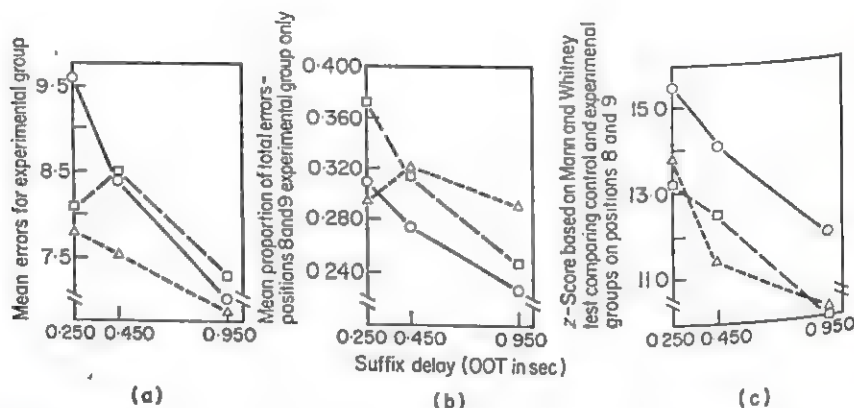 Mean errors for experimental group
9·5
8·5
7·5
0·250 0·450 0·950
(a)
Mean proportion of total errors-
positions 8 and 9 experimental group only
0·400
0·360
0·320
0·280
0·240
0·250 0·450 0·950
Suffix delay (OOT in sec)
(b)
z-Score based on Mann and Whitney
test comparing control and experimenal
groups on positions 8 and 9
15·0
13·0
11·0
0·250 0·450 0·950
(c)